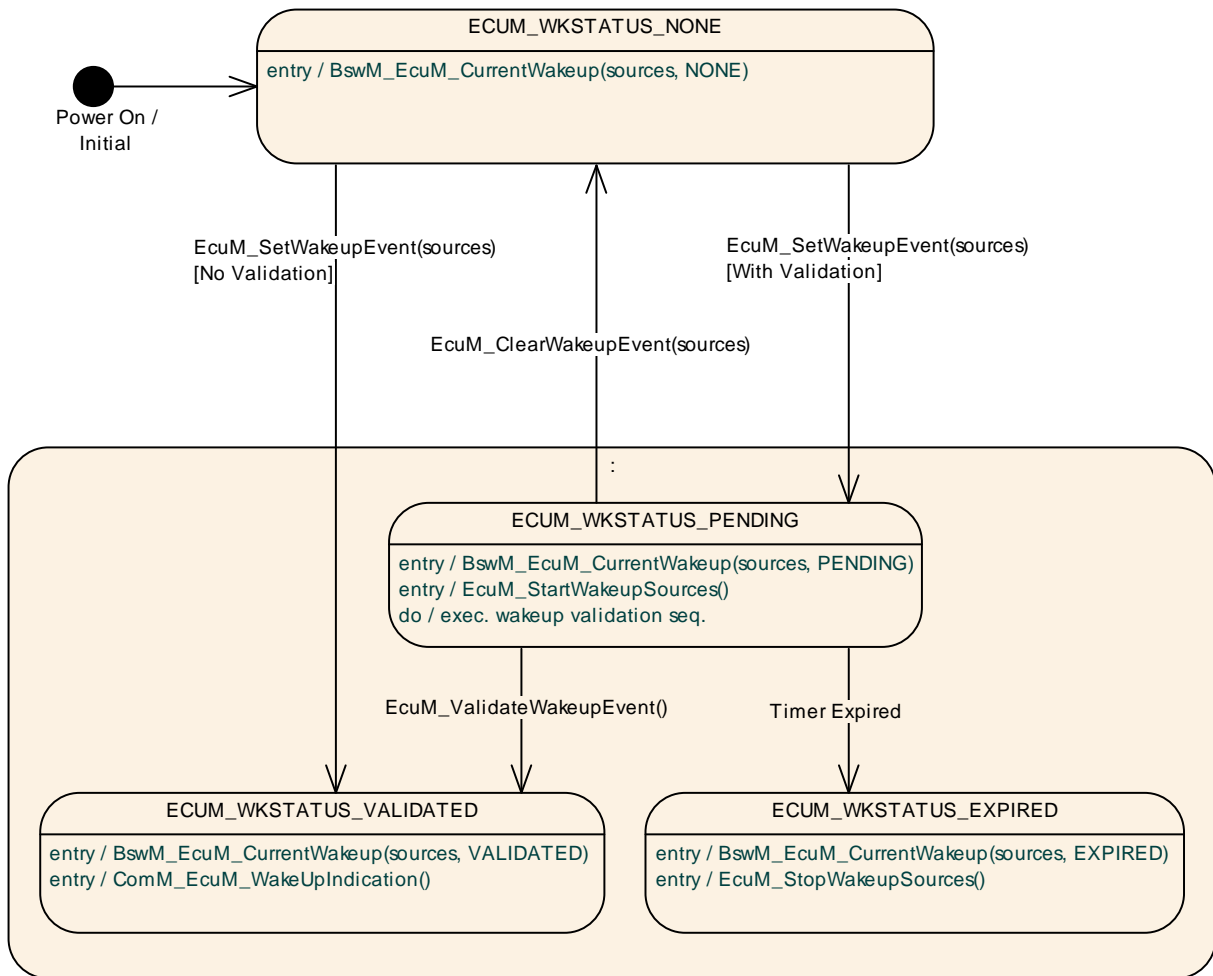 ECUM_WKSTATUS_NONE
entry / BswM_EcuM_CurrentWakeup(sources, NONE)
Power On /
Initial
EcuM_SetWakeupEvent(sources)
[No Validation]
EcuM_SetWakeupEvent(sources)
[With Validation]
EcuM_ClearWakeupEvent(sources)
:
ECUM_WKSTATUS_PENDING
entry / BswM_EcuM_CurrentWakeup(sources, PENDING)
entry / EcuM_StartWakeupSources()
do / exec. wakeup validation seq.
EcuM_ValidateWakeupEvent()
Timer Expired
ECUM_WKSTATUS_VALIDATED
entry / BswM_EcuM_CurrentWakeup(sources, VALIDATED)
entry / ComM_EcuM_WakeUpIndication()
ECUM_WKSTATUS_EXPIRED
entry / BswM_EcuM_CurrentWakeup(sources, EXPIRED)
entry / EcuM_StopWakeupSources()